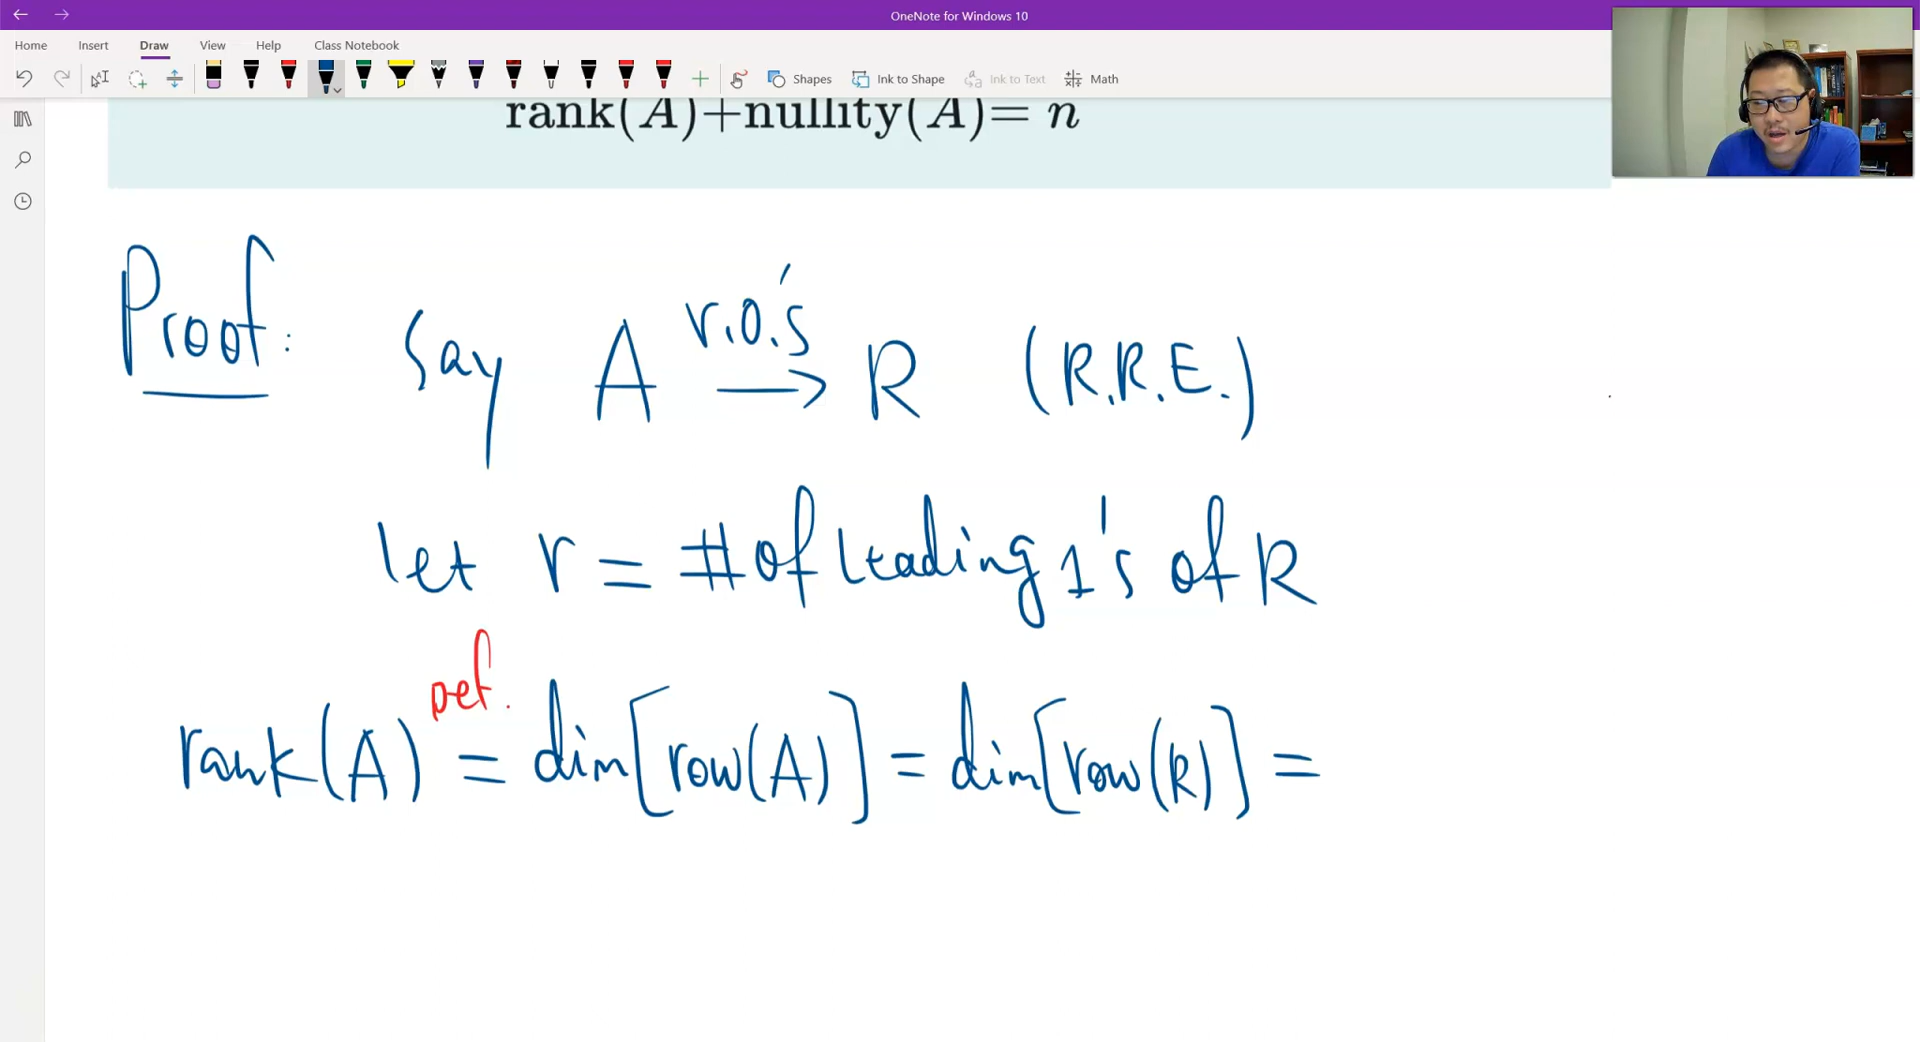 OneNote for Windows 10
Home Insert Draw View Help Class Notebook
Shapes Ink to Shape Ink to Text Math
rank(A)+nullity(A)= n
Proof: Say A r.o.'s → R (R.R.E.)
let r = # of leading 1's of R
Def.
rank(A) = dim[row(A)] = dim[row(R)] =